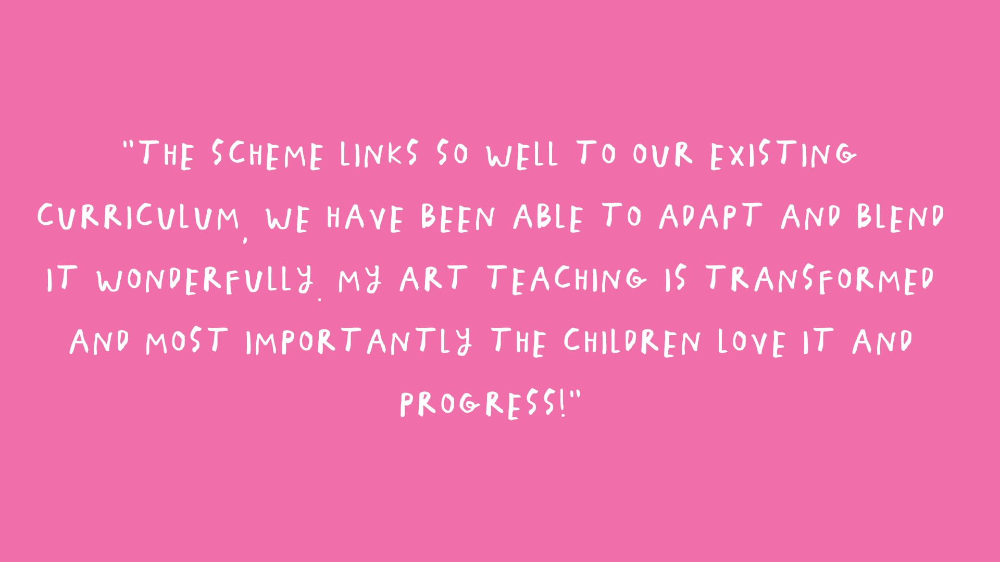 "THE SCHEME LINKS SO WELL TO OUR EXISTING
CURRICULUM, WE HAVE BEEN ABLE TO ADAPT AND BLEND
IT WONDERFULLY. MY ART TEACHING IS TRANSFORMED
AND MOST IMPORTANTLY THE CHILDREN LOVE IT AND
PROGRESS!"